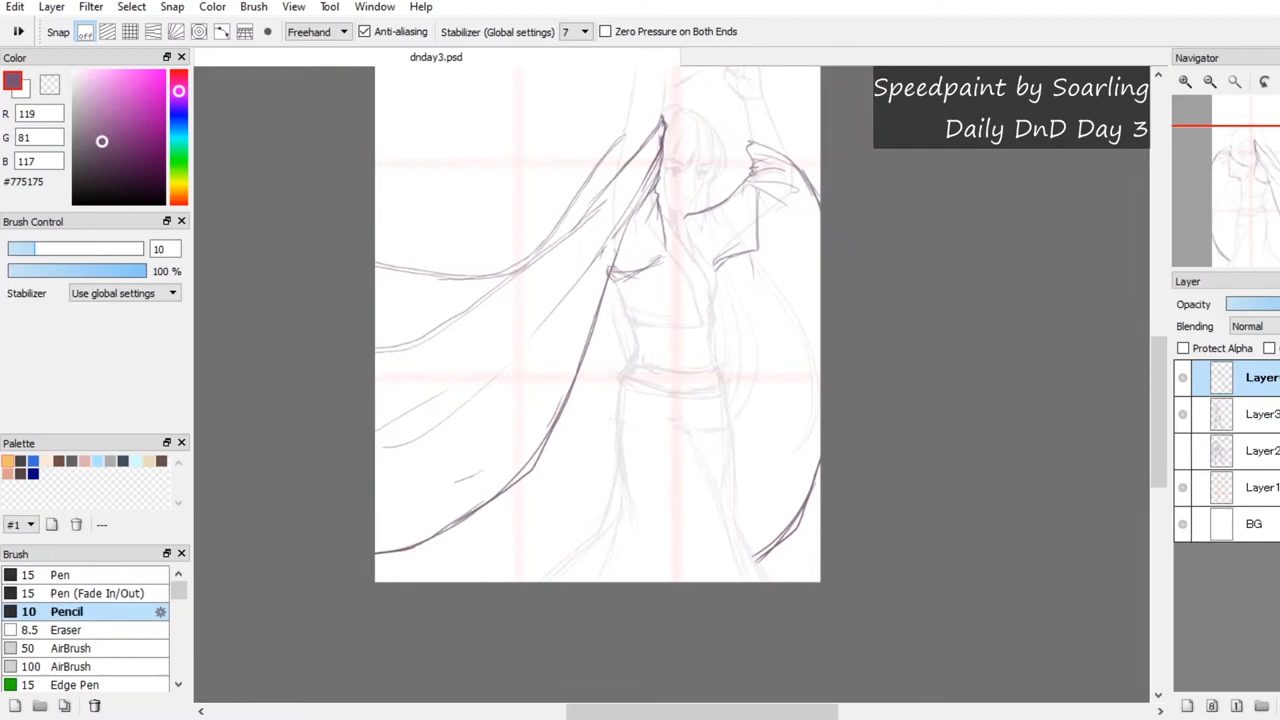 Edit Layer Filter Select Snap Color Brush View Tool Window Help
Snap off Freehand Anti-aliasing Stabilizer (Global settings) 7 Zero Pressure on Both Ends
Color
dnday3.psd
Navigator
Speedpaint by Soarling
Daily DnD Day 3
R 119
G 81
B 117
#775175
Brush Control
10
100 %
Stabilizer Use global settings
Layer
Opacity
Blending Normal
Protect Alpha
Layer
Layer3
Layer2
Layer1
BG
Palette
#1 ---
Brush
15 Pen
15 Pen (Fade In/Out)
10 Pencil
8.5 Eraser
50 AirBrush
100 AirBrush
15 Edge Pen